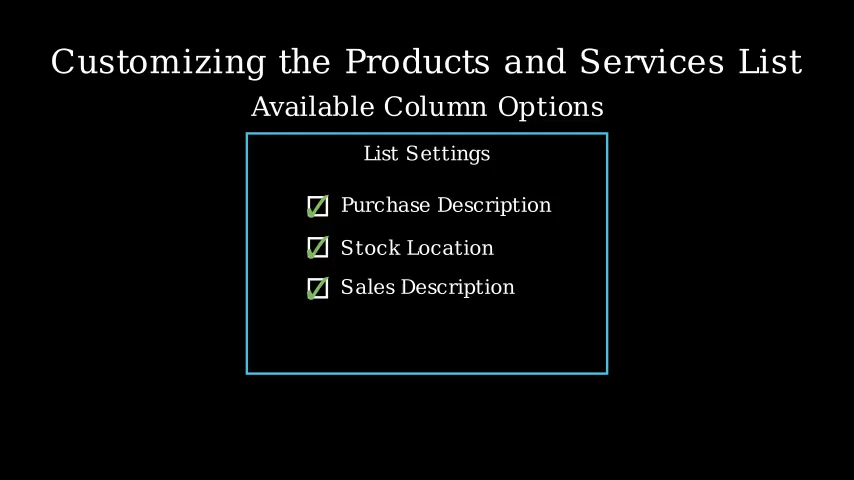 Customizing the Products and Services List
Available Column Options
List Settings
Purchase Description
Stock Location
Sales Description